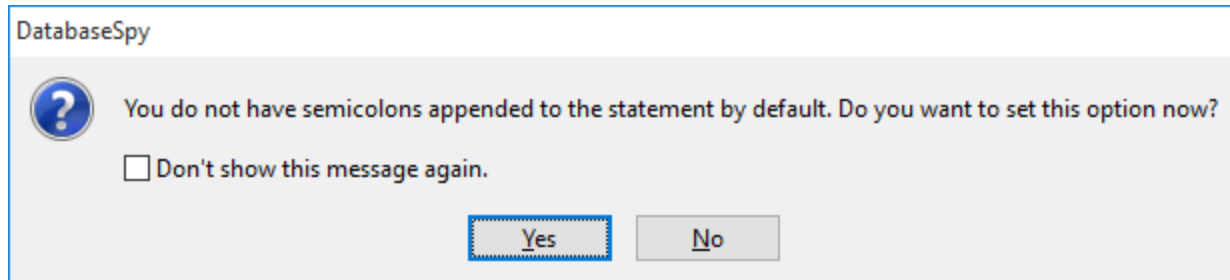 DatabaseSpy
You do not have semicolons appended to the statement by default. Do you want to set this option now?
Don't show this message again.
Yes
No